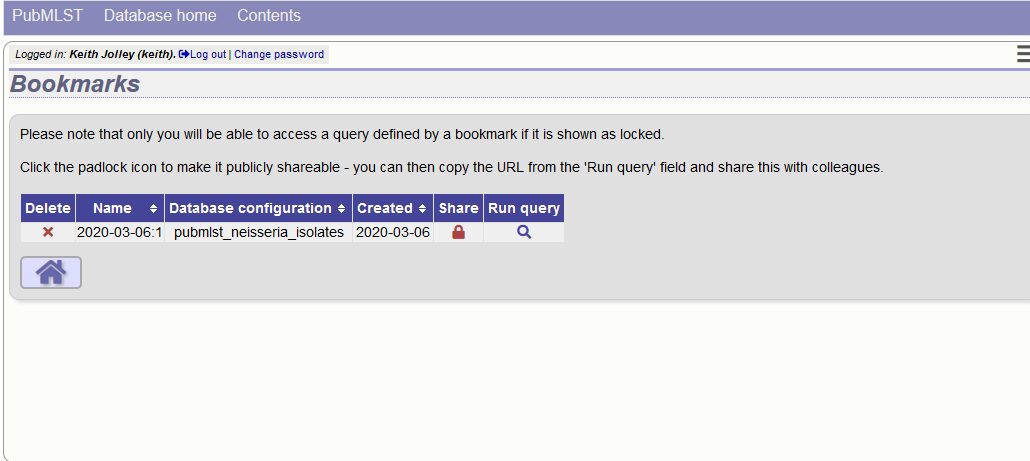 PubMLST Database home Contents
Logged in: Keith Jolley (keith). Log out | Change password
Bookmarks
Please note that only you will be able to access a query defined by a bookmark if it is shown as locked.
Click the padlock icon to make it publicly shareable - you can then copy the URL from the 'Run query' field and share this with colleagues.
Delete Name Database configuration Created Share Run query
2020-03-06:1 pubmlst_neisseria_isolates 2020-03-06